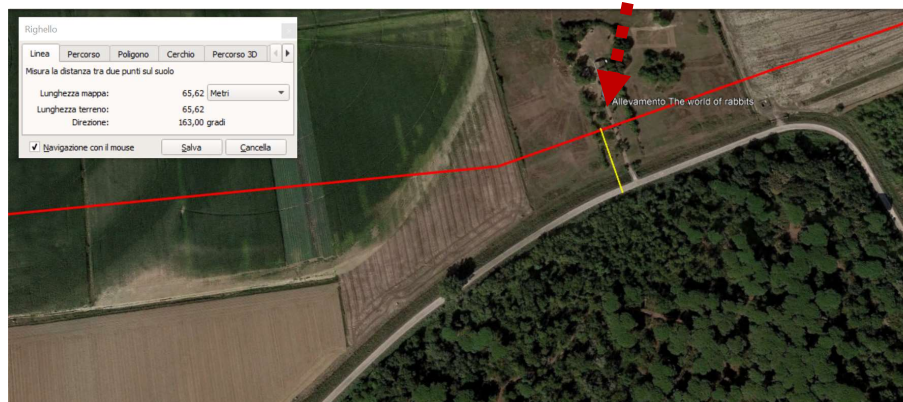 Righello
Linea Percorso Poligono Cerchio Percorso 3D
Misura la distanza tra due punti sul suolo
Lunghezza mappa: 65,62 Metri
Lunghezza terreno: 65,62
Direzione: 163,00 gradi
Navigazione con il mouse Salva Cancella
Allevamento The world of rabbits